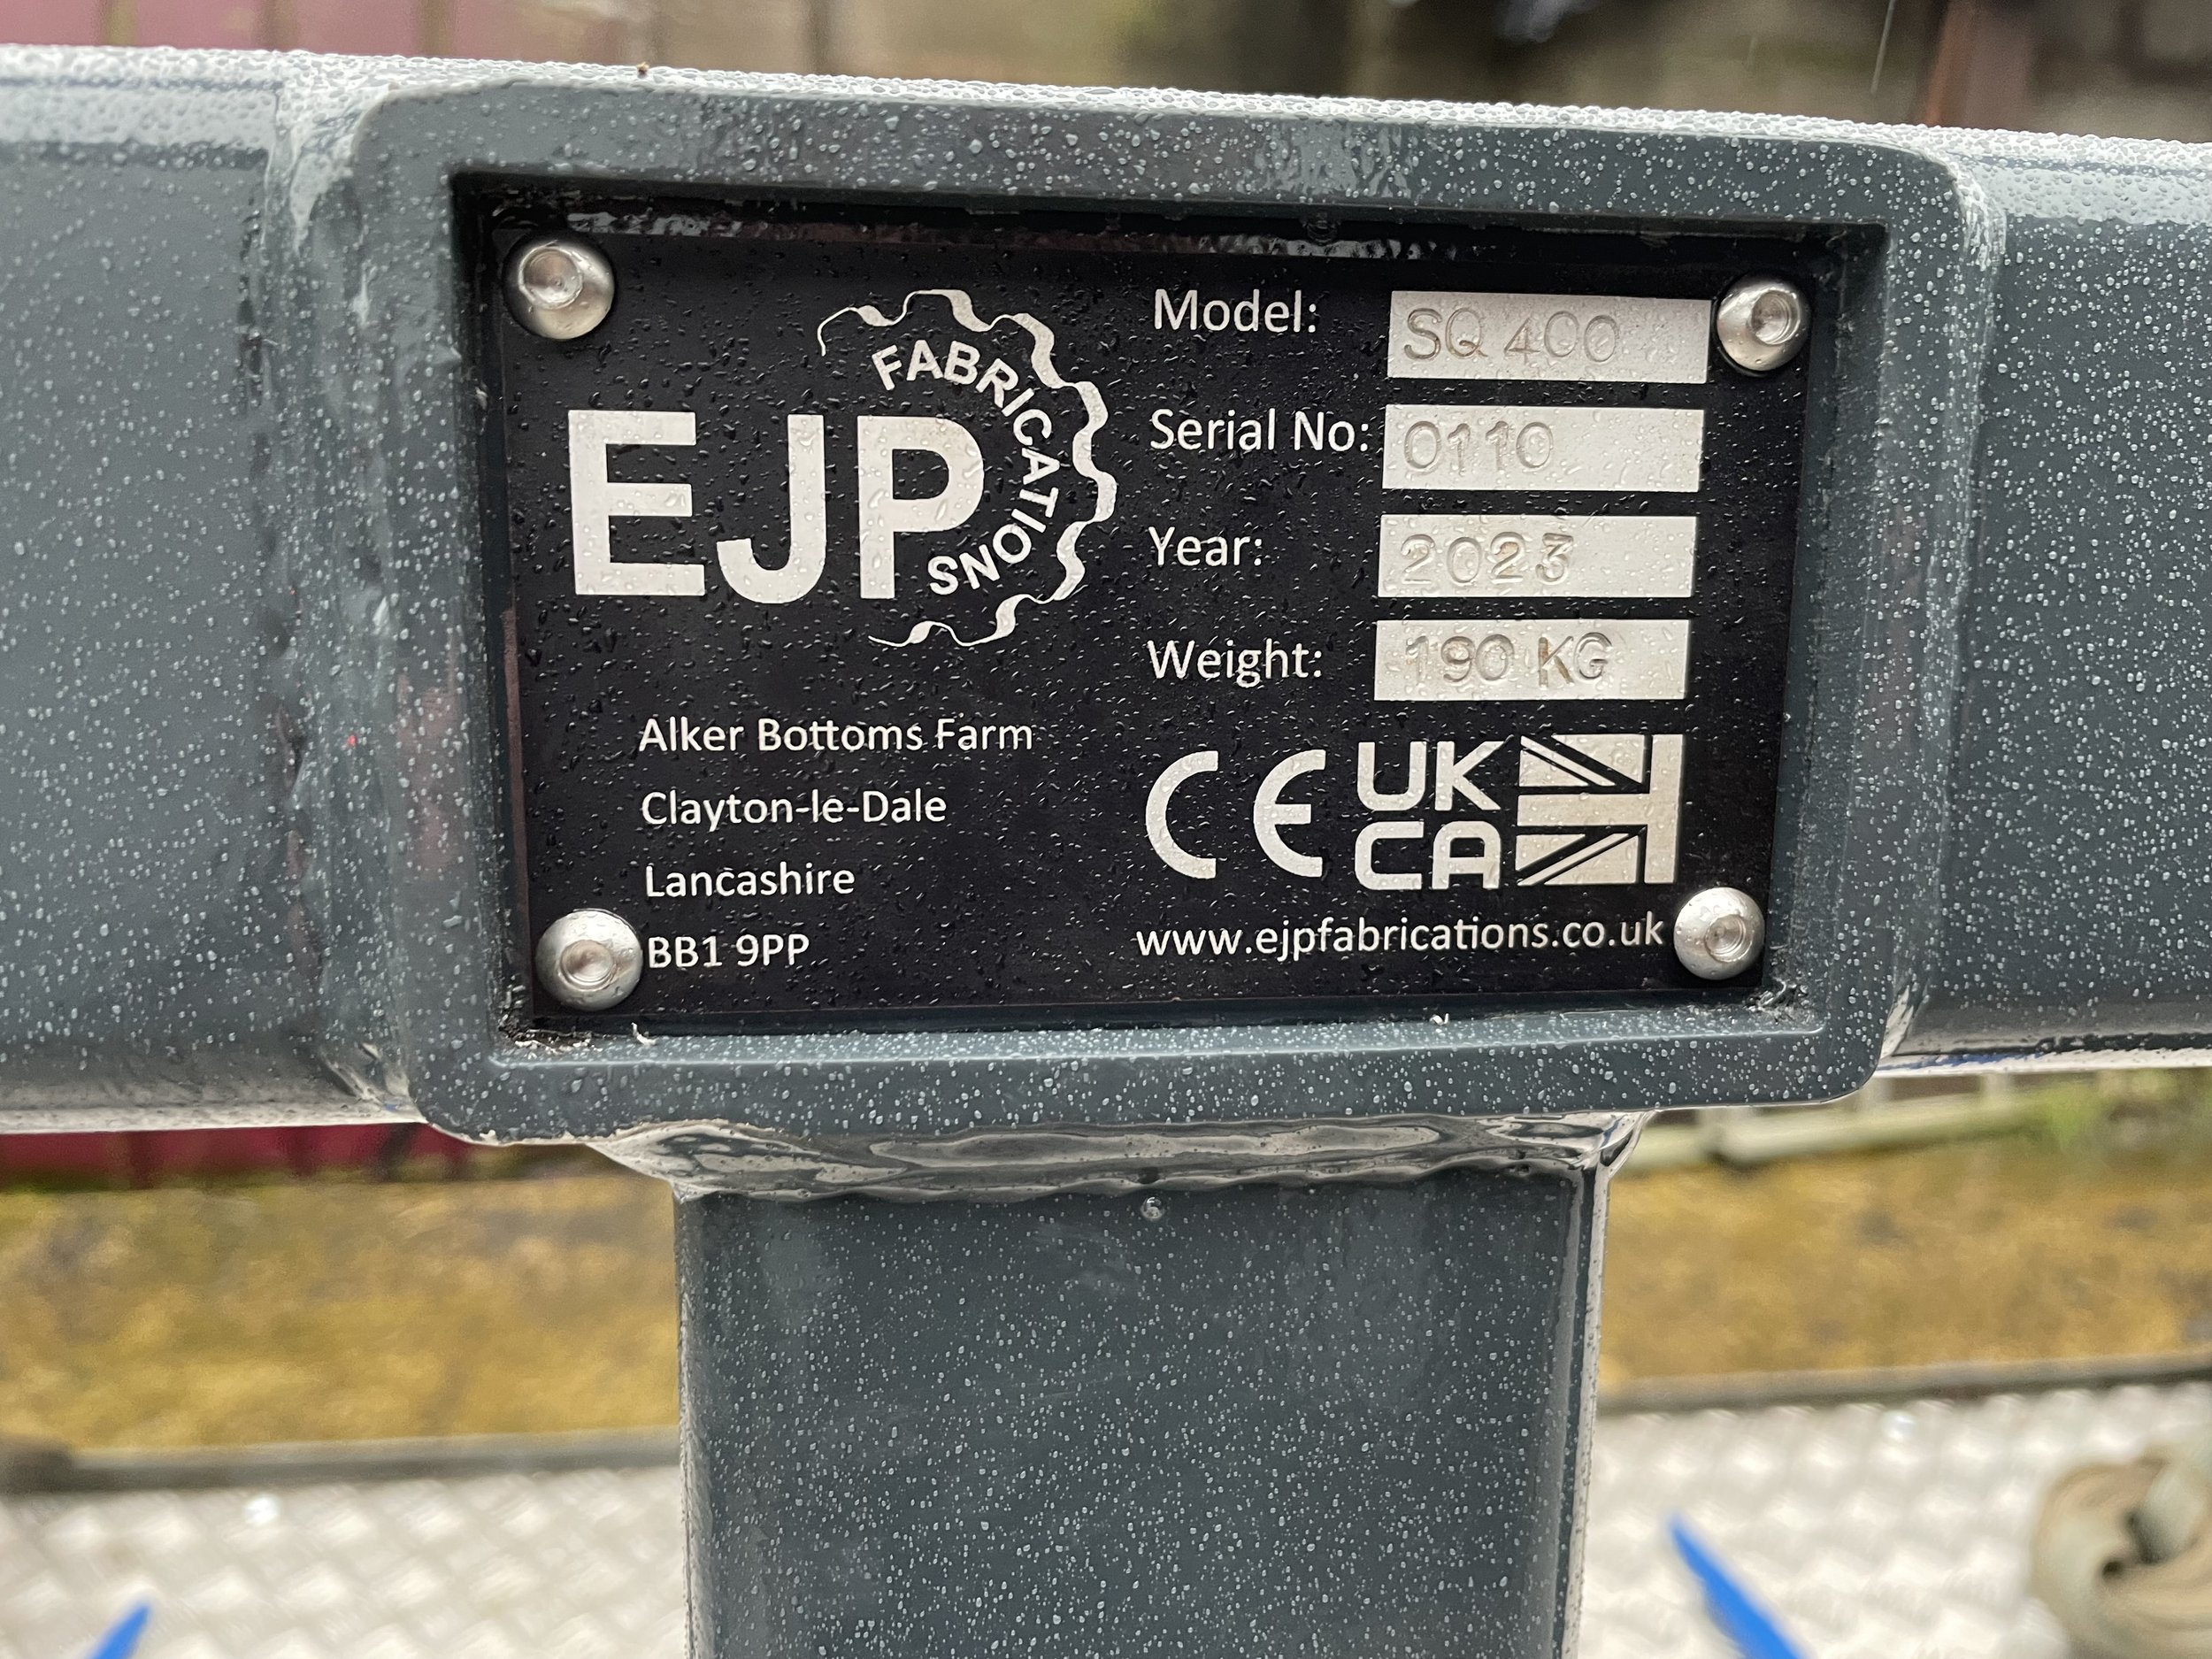 EJP
FABRICATIONS
Alker Bottoms Farm
Clayton-le-Dale
Lancashire
BB1 9PP
Model: SQ 400
Serial No: 0110
Year: 2023
Weight: 190 KG
CE UK
CA
www.ejpfabrications.co.uk